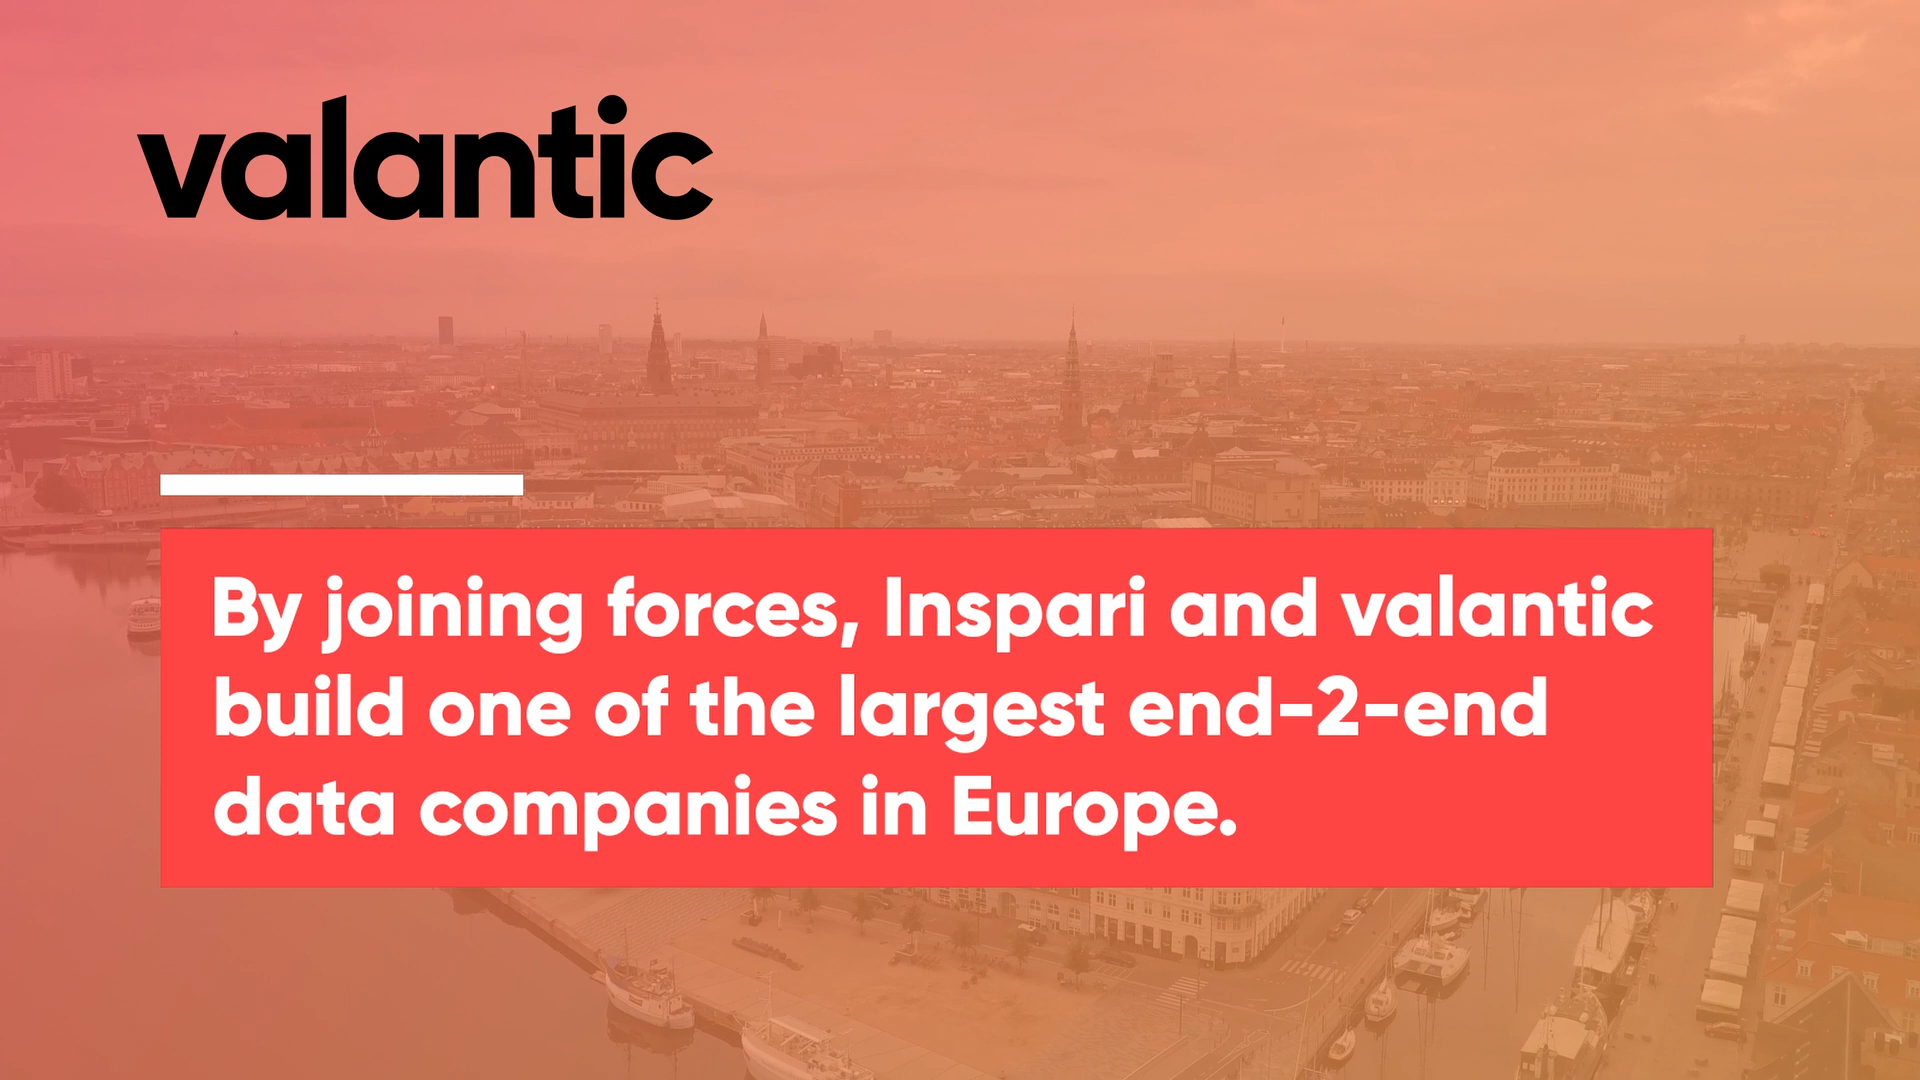 valantic
By joining forces, Inspari and valantic
build one of the largest end-2-end
data companies in Europe.